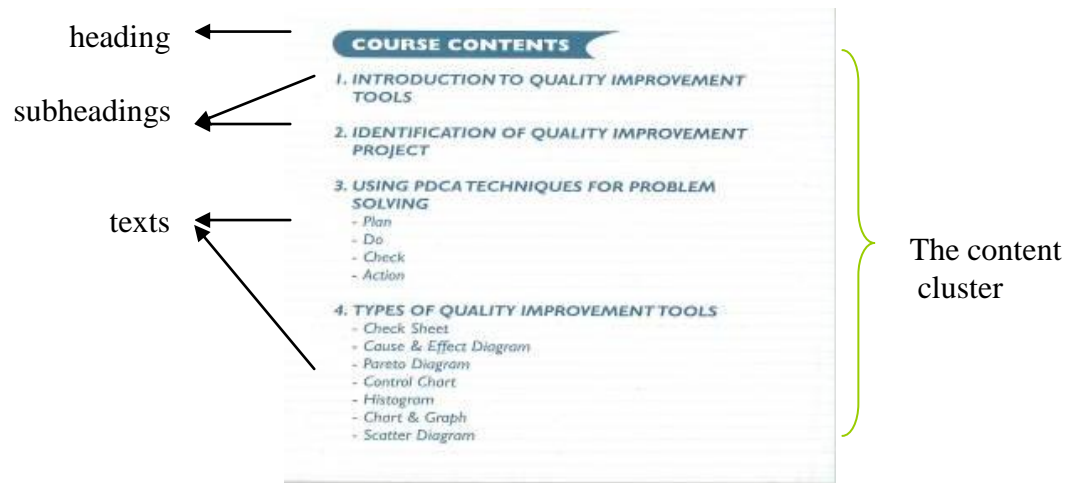 heading
COURSE CONTENTS
1. INTRODUCTION TO QUALITY IMPROVEMENT
TOOLS
subheadings
2. IDENTIFICATION OF QUALITY IMPROVEMENT
PROJECT
3. USING PDCA TECHNIQUES FOR PROBLEM
SOLVING
texts
- Plan
- Do
- Check
- Action
The content
cluster
4. TYPES OF QUALITY IMPROVEMENT TOOLS
- Check Sheet
- Cause & Effect Diagram
- Pareto Diagram
- Control Chart
- Histogram
- Chart & Graph
- Scatter Diagram